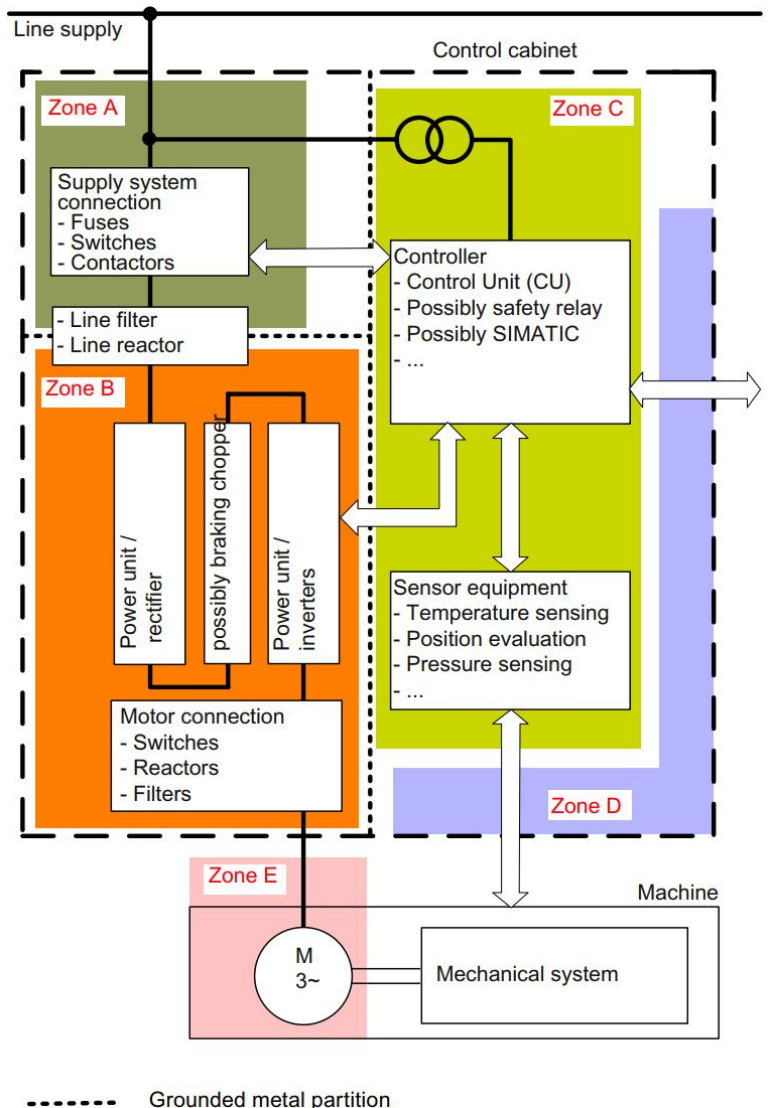 Line supply
Control cabinet
Zone A
Zone C
Supply system
connection
- Fuses
- Switches
- Contactors
Controller
- Control Unit (CU)
- Possibly safety relay
- Possibly SIMATIC
- ...
- Line filter
- Line reactor
Zone B
Power unit /
rectifier
possibly braking chopper
Power unit /
inverters
Sensor equipment
- Temperature sensing
- Position evaluation
- Pressure sensing
- ...
Motor connection
- Switches
- Reactors
- Filters
Zone D
Zone E
Machine
M
3~
Mechanical system
Grounded metal partition